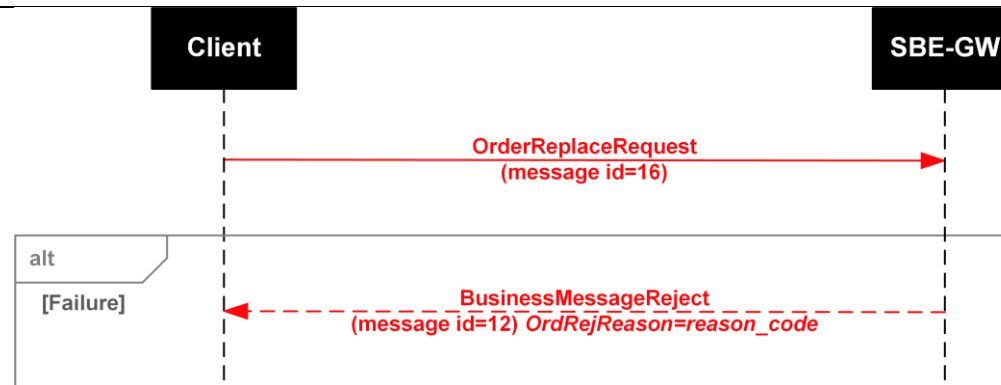 Client
SBE-GW
OrderReplaceRequest
(message id=16)
alt
[Failure]
BusinessMessageReject
(message id=12) OrdRejReason=reason_code